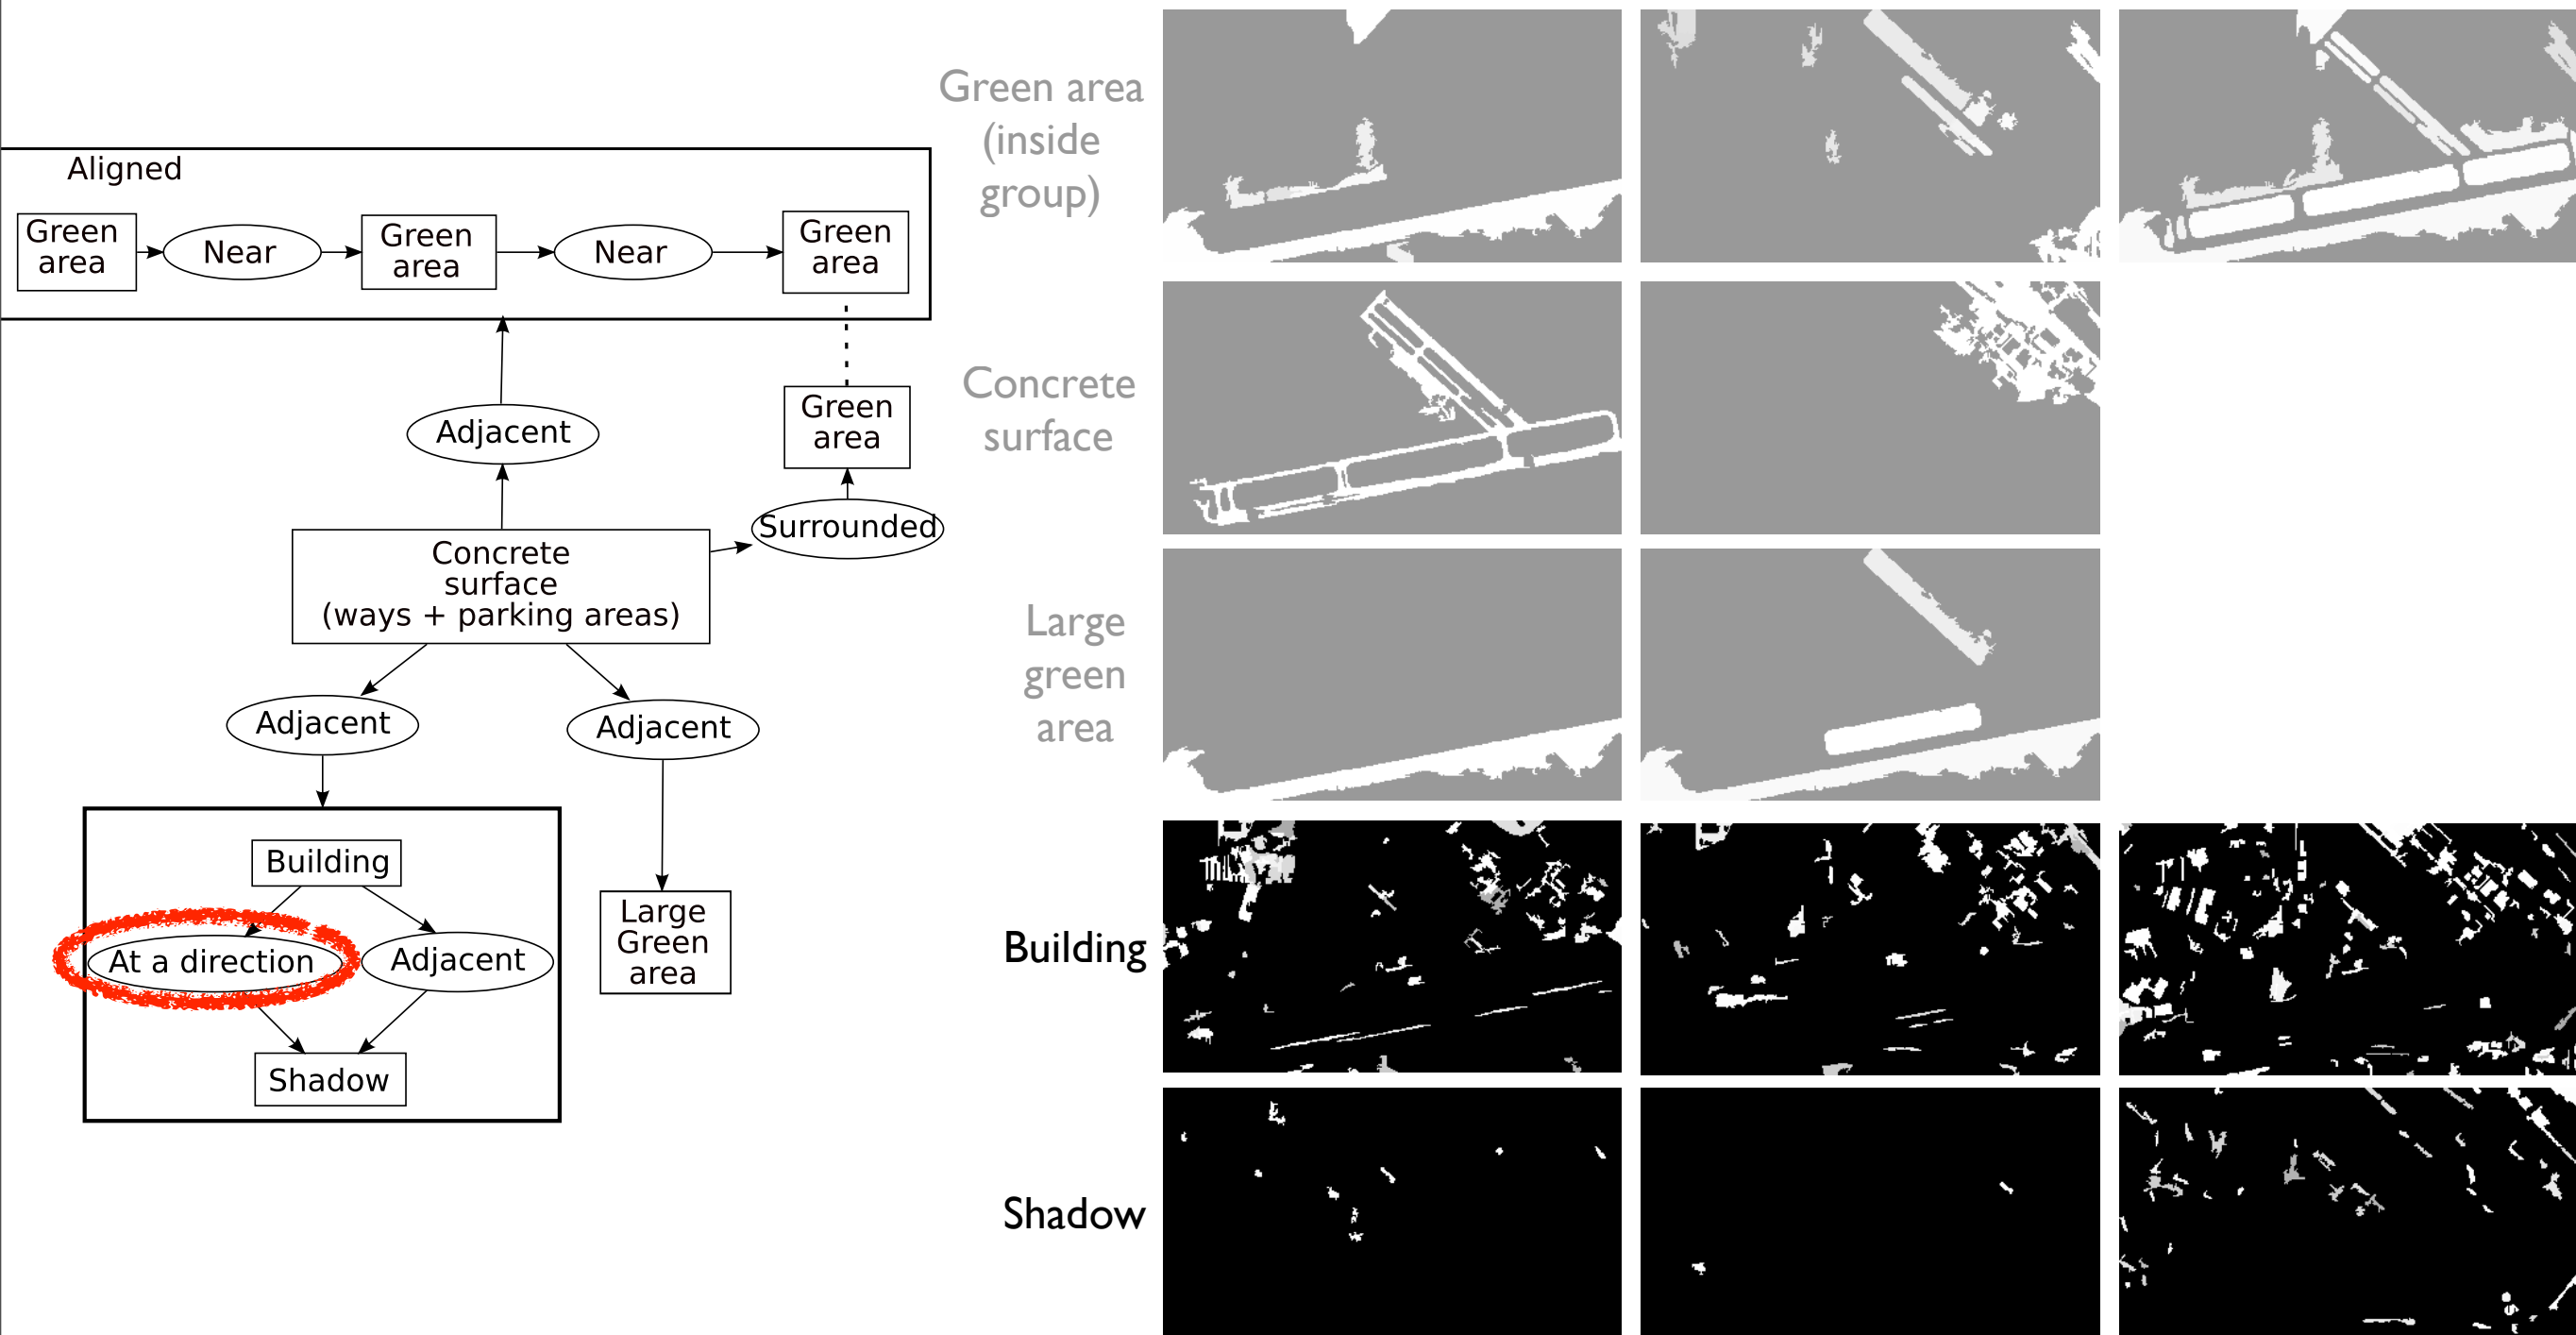 Aligned
Green
area
Near
Green
area
Near
Green
area
Adjacent
Green
area
Surrounded
Concrete
surface
(ways + parking areas)
Adjacent
Adjacent
Building
At a direction
Adjacent
Shadow
Large
Green
area
Green area
(inside
group)
Concrete
surface
Large
green
area
Building
Shadow